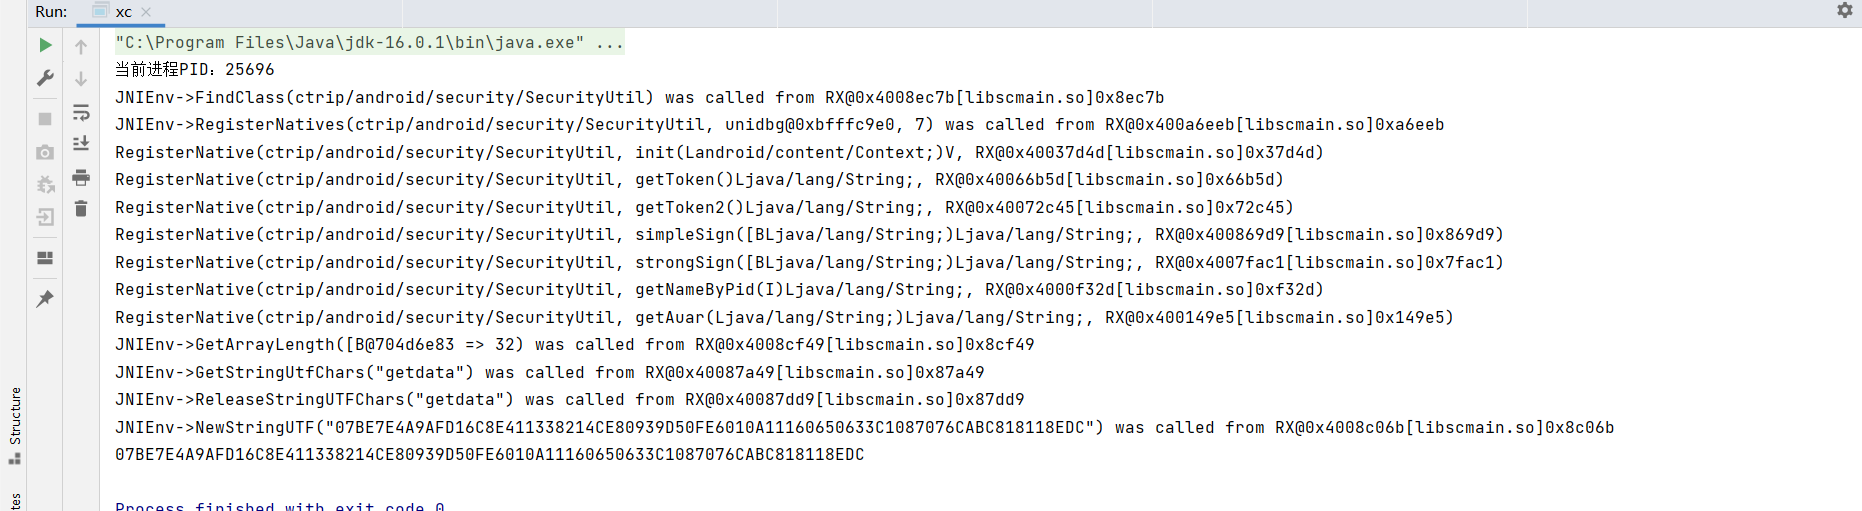 Run: xc
"C:\Program Files\Java\jdk-16.0.1\bin\java.exe" ...
当前进程PID：25696
JNIEnv->FindClass(ctrip/android/security/SecurityUtil) was called from RX@0x4008ec7b[libscmain.so]0x8ec7b
JNIEnv->RegisterNatives(ctrip/android/security/SecurityUtil, unidbg@0xbfffc9e0, 7) was called from RX@0x400a6eeb[libscmain.so]0xa6eeb
RegisterNative(ctrip/android/security/SecurityUtil, init(Landroid/content/Context;)V, RX@0x40037d4d[libscmain.so]0x37d4d)
RegisterNative(ctrip/android/security/SecurityUtil, getToken()Ljava/lang/String;, RX@0x40066b5d[libscmain.so]0x66b5d)
RegisterNative(ctrip/android/security/SecurityUtil, getToken2()Ljava/lang/String;, RX@0x40072c45[libscmain.so]0x72c45)
RegisterNative(ctrip/android/security/SecurityUtil, simpleSign([BLjava/lang/String;)Ljava/lang/String;, RX@0x400869d9[libscmain.so]0x869d9)
RegisterNative(ctrip/android/security/SecurityUtil, strongSign([BLjava/lang/String;)Ljava/lang/String;, RX@0x4007fac1[libscmain.so]0x7fac1)
RegisterNative(ctrip/android/security/SecurityUtil, getNameByPid(I)Ljava/lang/String;, RX@0x4000f32d[libscmain.so]0xf32d)
RegisterNative(ctrip/android/security/SecurityUtil, getAuar(Ljava/lang/String;)Ljava/lang/String;, RX@0x400149e5[libscmain.so]0x149e5)
JNIEnv->GetArrayLength([B@704d6e83 => 32) was called from RX@0x4008cf49[libscmain.so]0x8cf49
JNIEnv->GetStringUtfChars("getdata") was called from RX@0x40087a49[libscmain.so]0x87a49
JNIEnv->ReleaseStringUTFChars("getdata") was called from RX@0x40087dd9[libscmain.so]0x87dd9
JNIEnv->NewStringUTF("07BE7E4A9AFD16C8E411338214CE80939D50FE6010A11160650633C1087076CABC818118EDC") was called from RX@0x4008c06b[libscmain.so]0x8c06b
07BE7E4A9AFD16C8E411338214CE80939D50FE6010A11160650633C1087076CABC818118EDC
Process finished with exit code 0
Structure